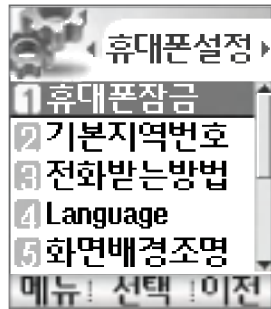 휴대폰설정
1 휴대폰잠금
2 기본지역번호
3 전화받는방법
4 Language
5 화면배경조명
메뉴 선택 이전